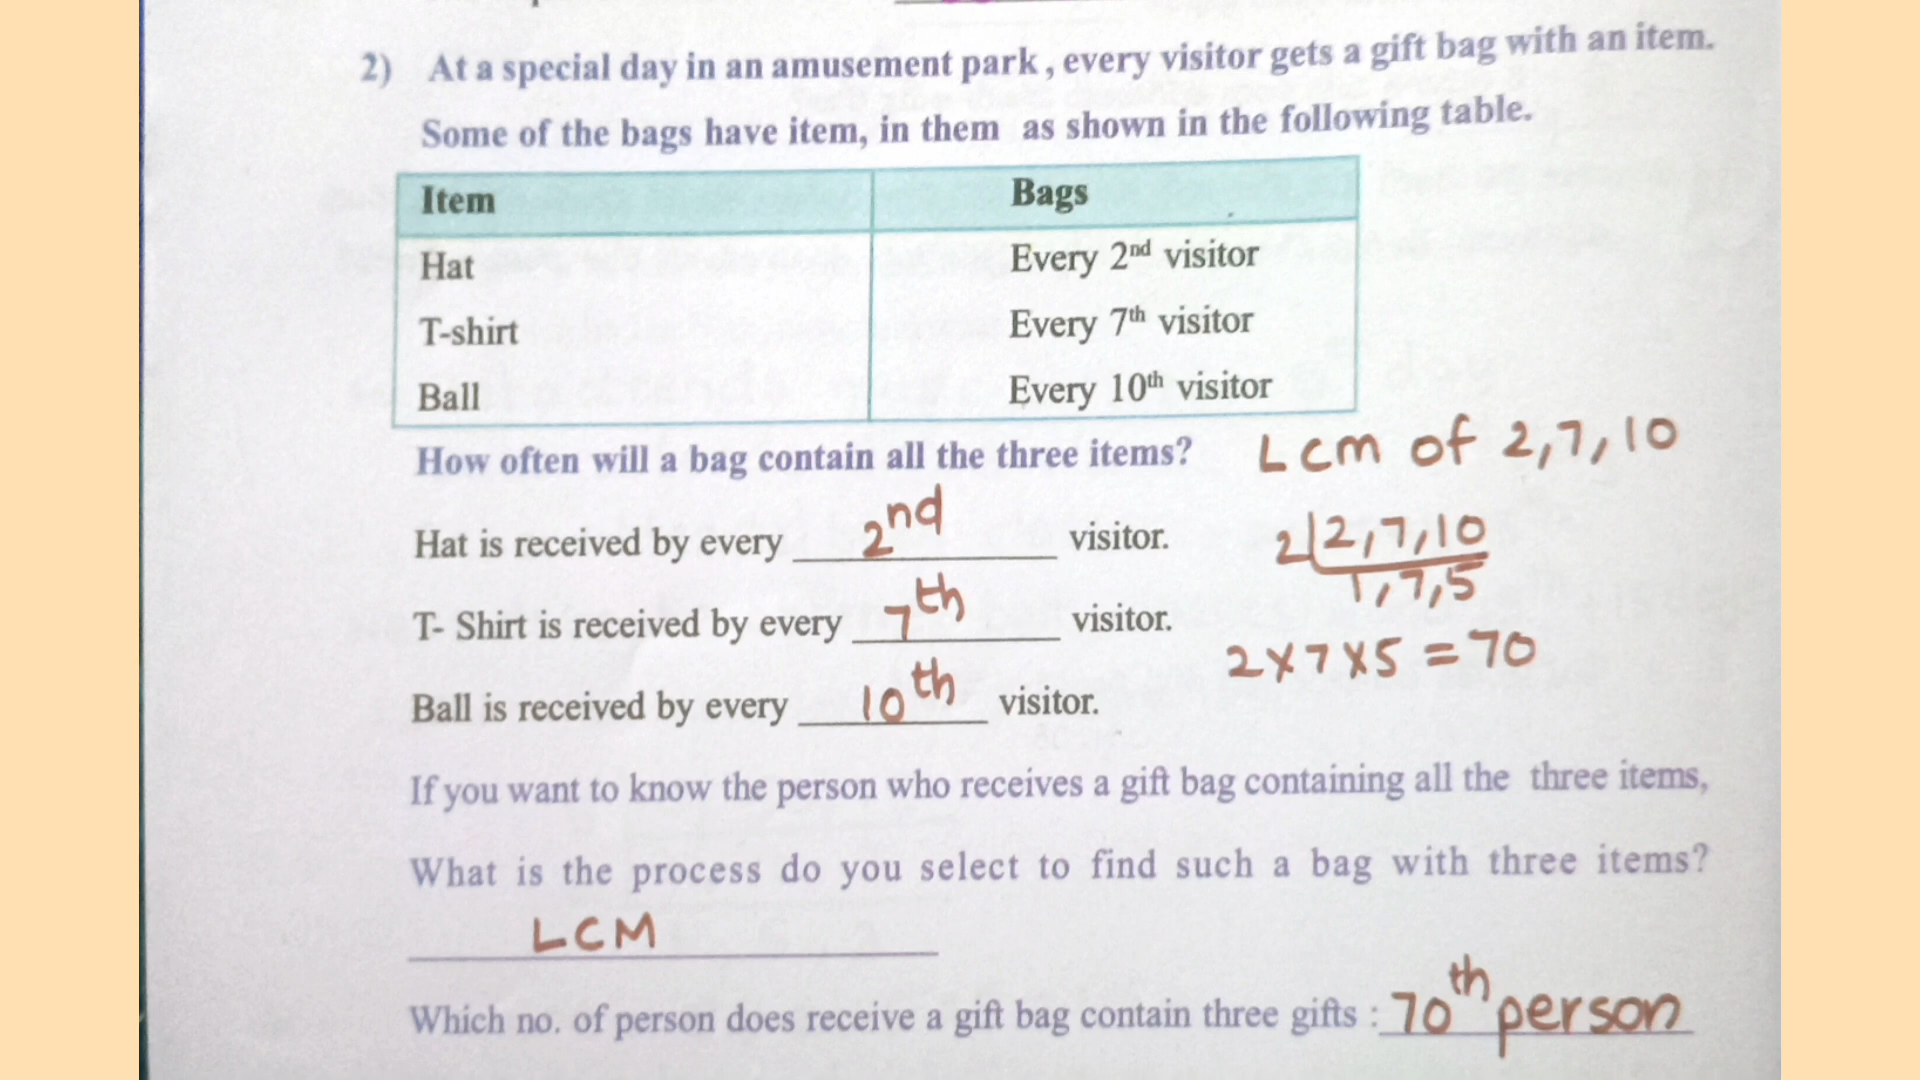 2) At a special day in an amusement park, every visitor gets a gift bag with an item.
Some of the bags have item, in them as shown in the following table.
Item Bags
Hat Every 2nd visitor
T-shirt Every 7th visitor
Ball Every 10th visitor
How often will a bag contain all the three items? LCM of 2,7,10
Hat is received by every 2nd visitor. 2|2,7,10
1,7,5
T- Shirt is received by every 7th visitor.
2x7x5 = 70
Ball is received by every 10th visitor.
If you want to know the person who receives a gift bag containing all the three items,
What is the process do you select to find such a bag with three items?
LCM
Which no. of person does receive a gift bag contain three gifts : 70th person